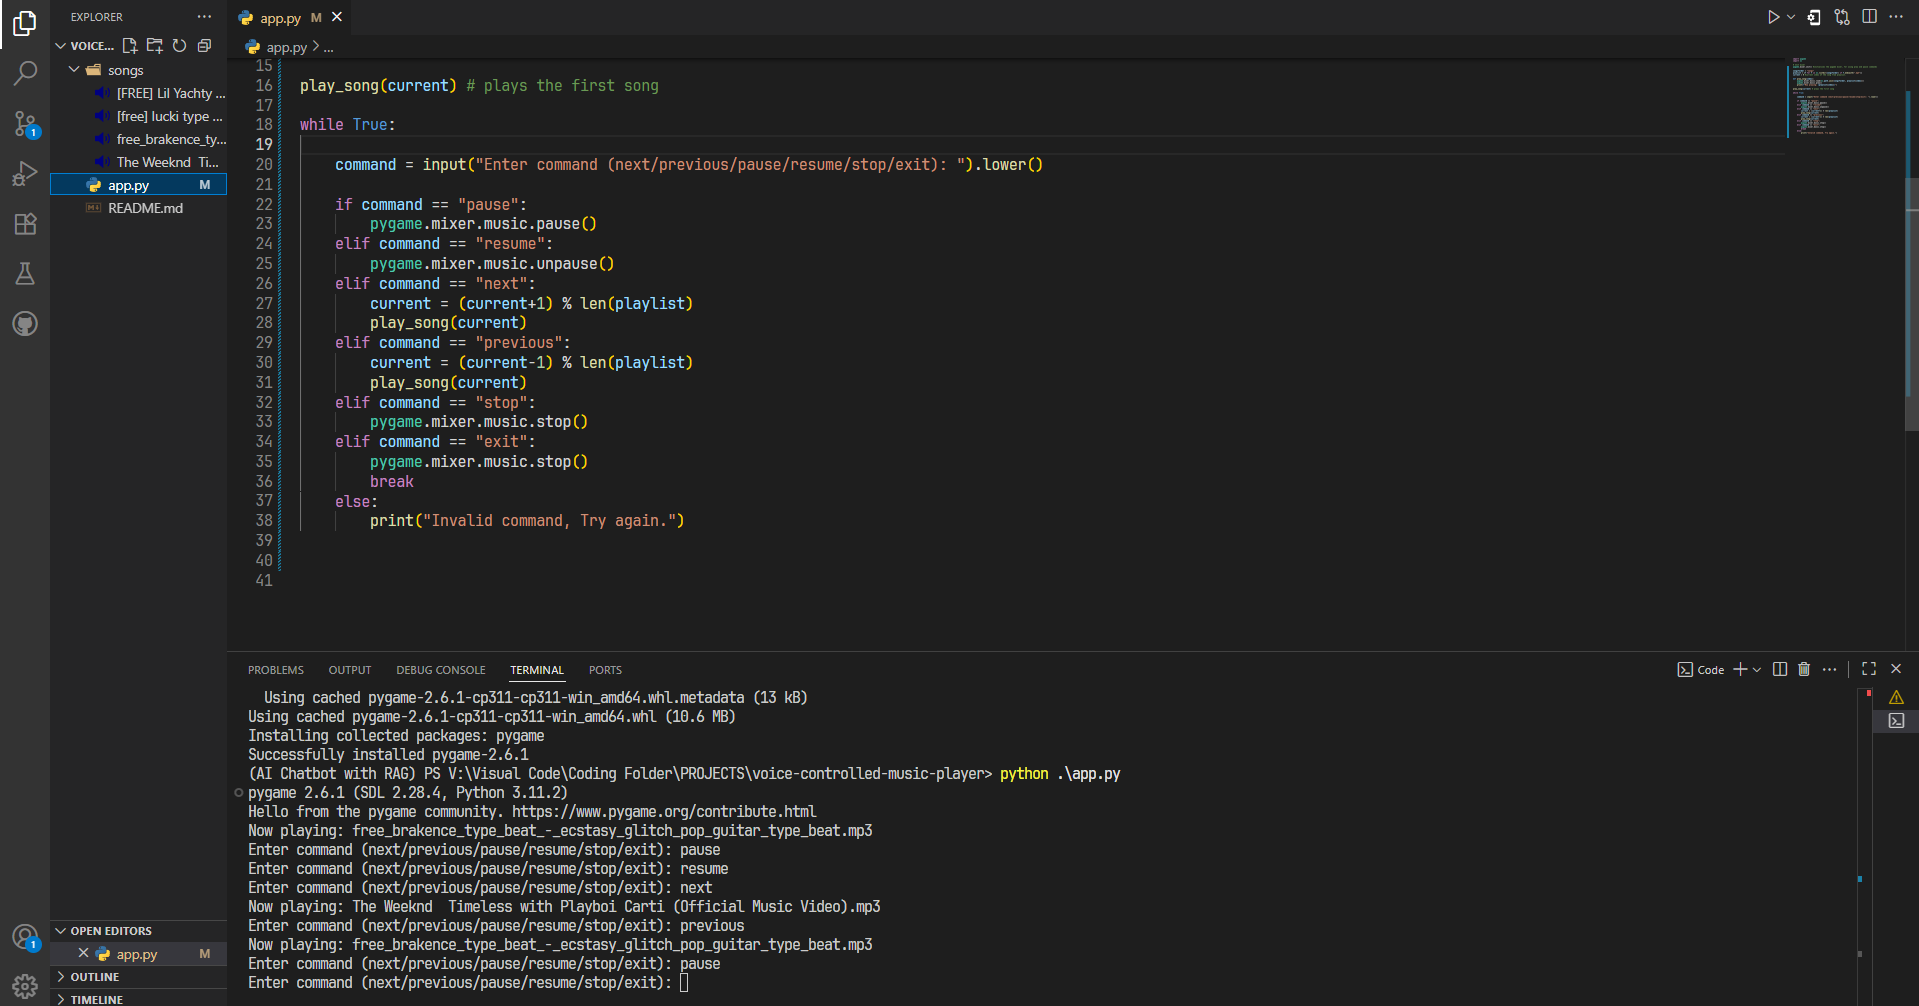 EXPLORER
VOICE...
songs
[FREE] Lil Yachty ...
[free] lucki type ...
free_brakence_ty...
The Weeknd  Ti...
app.py M
README.md
OPEN EDITORS
app.py M
OUTLINE
TIMELINE
1
1
app.py M
app.py > ...
15
16 play_song(current) # plays the first song
17
18 while True:
19
20 command = input("Enter command (next/previous/pause/resume/stop/exit): ").lower()
21
22 if command == "pause":
23 pygame.mixer.music.pause()
24 elif command == "resume":
25 pygame.mixer.music.unpause()
26 elif command == "next":
27 current = (current+1) % len(playlist)
28 play_song(current)
29 elif command == "previous":
30 current = (current-1) % len(playlist)
31 play_song(current)
32 elif command == "stop":
33 pygame.mixer.music.stop()
34 elif command == "exit":
35 pygame.mixer.music.stop()
36 break
37 else:
38 print("Invalid command, Try again.")
39
40
41
PROBLEMS OUTPUT DEBUG CONSOLE TERMINAL PORTS
Code
Using cached pygame-2.6.1-cp311-cp311-win_amd64.whl.metadata (13 kB)
Using cached pygame-2.6.1-cp311-cp311-win_amd64.whl (10.6 MB)
Installing collected packages: pygame
Successfully installed pygame-2.6.1
(AI Chatbot with RAG) PS V:\Visual Code\Coding Folder\PROJECTS\voice-controlled-music-player> python .\app.py
pygame 2.6.1 (SDL 2.28.4, Python 3.11.2)
Hello from the pygame community. https://www.pygame.org/contribute.html
Now playing: free_brakence_type_beat_-_ecstasy_glitch_pop_guitar_type_beat.mp3
Enter command (next/previous/pause/resume/stop/exit): pause
Enter command (next/previous/pause/resume/stop/exit): resume
Enter command (next/previous/pause/resume/stop/exit): next
Now playing: The Weeknd  Timeless with Playboi Carti (Official Music Video).mp3
Enter command (next/previous/pause/resume/stop/exit): previous
Now playing: free_brakence_type_beat_-_ecstasy_glitch_pop_guitar_type_beat.mp3
Enter command (next/previous/pause/resume/stop/exit): pause
Enter command (next/previous/pause/resume/stop/exit):